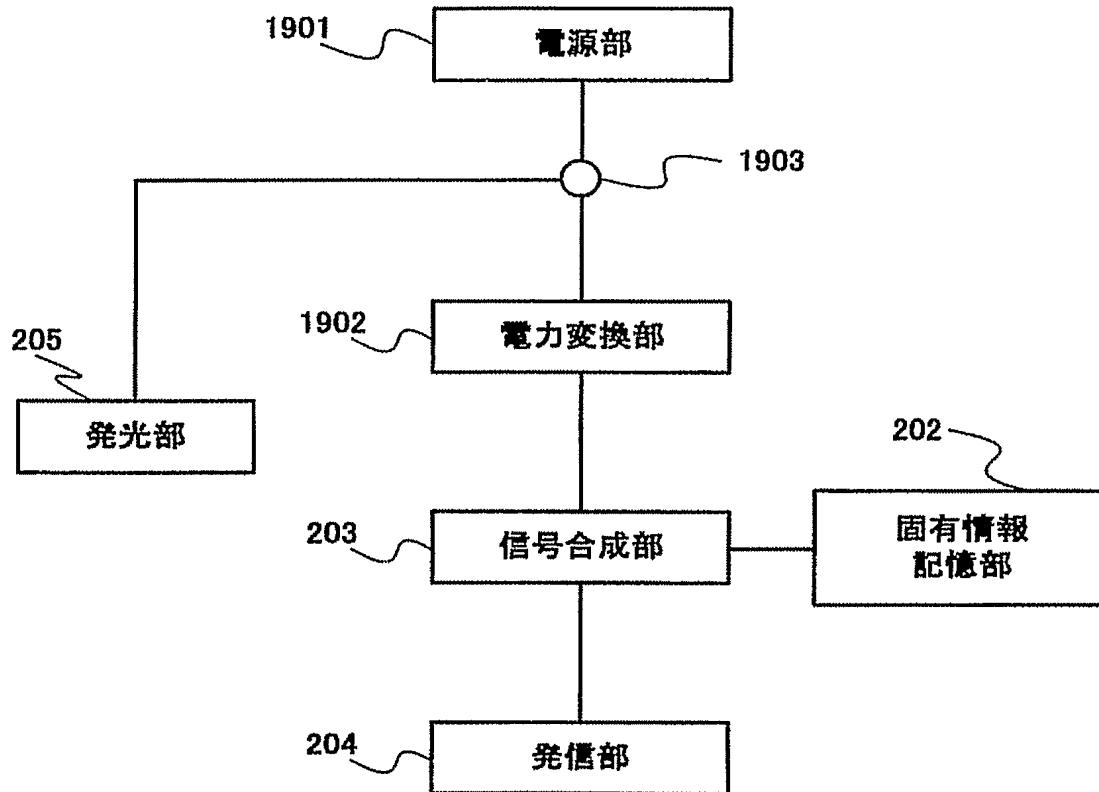 1901
電源部
1903
1902
電力変換部
205
発光部
202
203
信号合成部
固有情報
記憶部
204
発信部